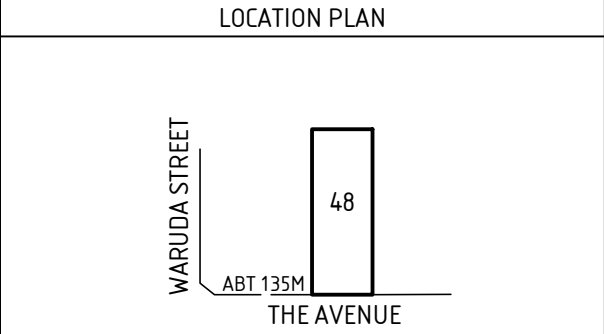 LOCATION PLAN
WARUDA STREET
48
ABT 135M
THE AVENUE